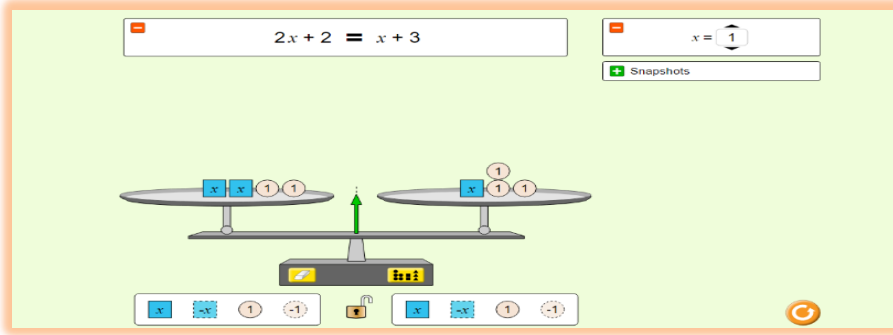 2x + 2 = x + 3
x = 1
Snapshots
1
x x 1 1 x 1 1
x -x 1 -1 x -x 1 -1